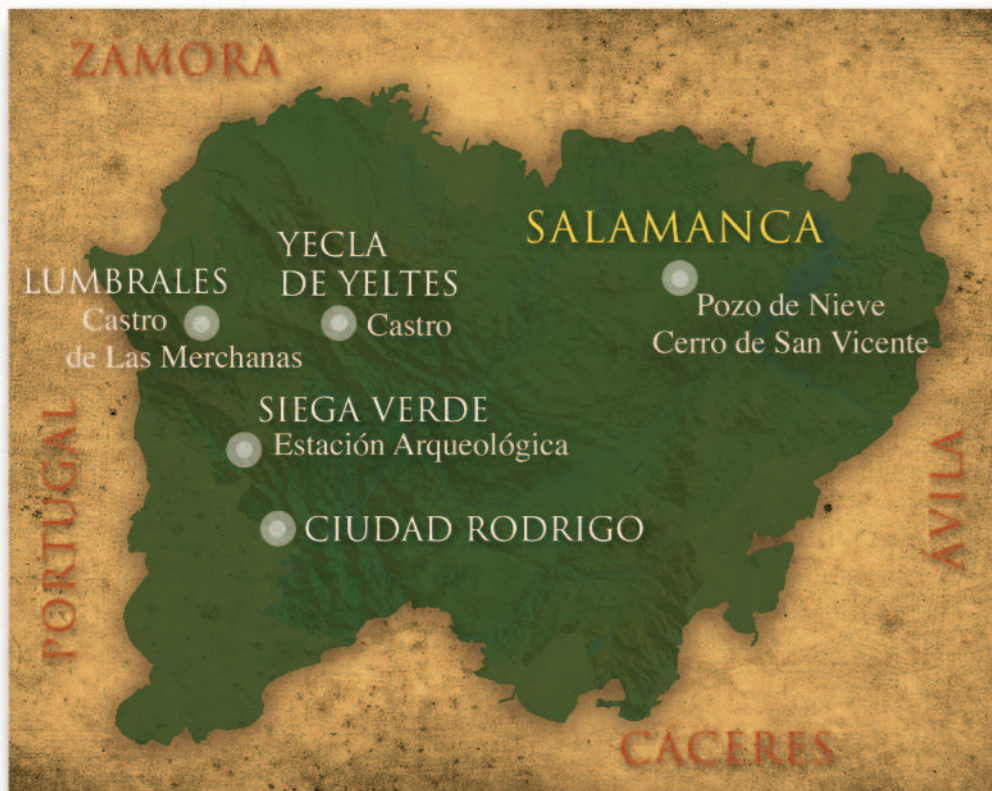 ZÁMORA
SALAMANCA
YECLA
DE YELTES
LUMBRALES
Castro
Castro
de Las Merchanas
Pozo de Nieve
Cerro de San Vicente
SIEGA VERDE
Estación Arqueológica
CIUDAD RODRIGO
PORTUGAL
ÁVILA
CÁCERES